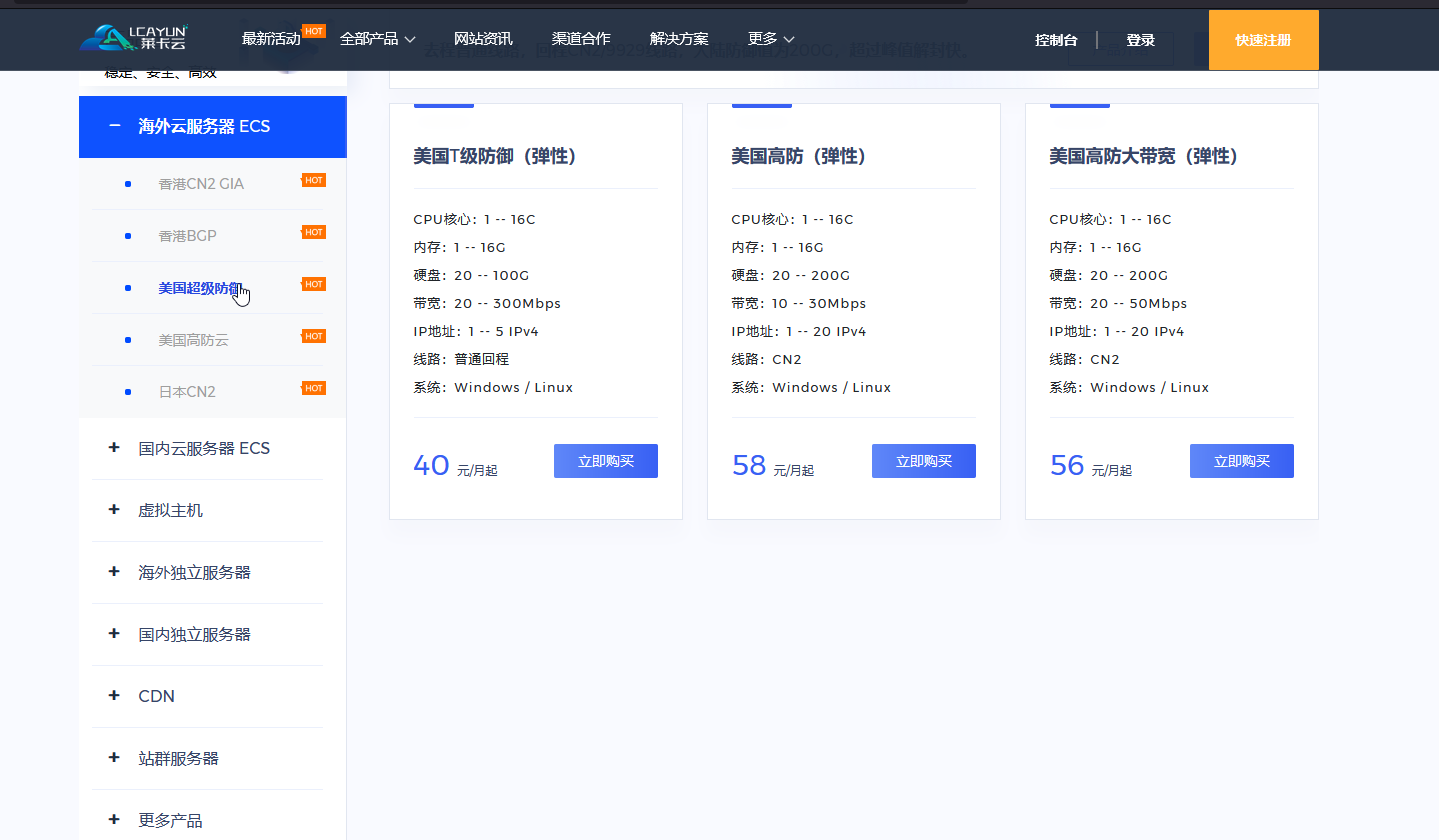 LCAYUN
莱卡云
最新活动
HOT
全部产品
网站资讯
渠道合作
解决方案
更多
控制台
登录
快速注册
稳定、安全、高效
海外云服务器 ECS
香港CN2 GIA
HOT
香港BGP
HOT
美国超级防御
HOT
美国高防云
HOT
日本CN2
HOT
国内云服务器 ECS
虚拟主机
海外独立服务器
国内独立服务器
CDN
站群服务器
更多产品
美国T级防御（弹性）
CPU核心：1 -- 16C
内存：1 -- 16G
硬盘：20 -- 100G
带宽：20 -- 300Mbps
IP地址：1 -- 5 IPv4
线路：普通回程
系统：Windows / Linux
40 元/月起
立即购买
美国高防（弹性）
CPU核心：1 -- 16C
内存：1 -- 16G
硬盘：20 -- 200G
带宽：10 -- 30Mbps
IP地址：1 -- 20 IPv4
线路：CN2
系统：Windows / Linux
58 元/月起
立即购买
美国高防大带宽（弹性）
CPU核心：1 -- 16C
内存：1 -- 16G
硬盘：20 -- 200G
带宽：20 -- 50Mbps
IP地址：1 -- 20 IPv4
线路：CN2
系统：Windows / Linux
56 元/月起
立即购买